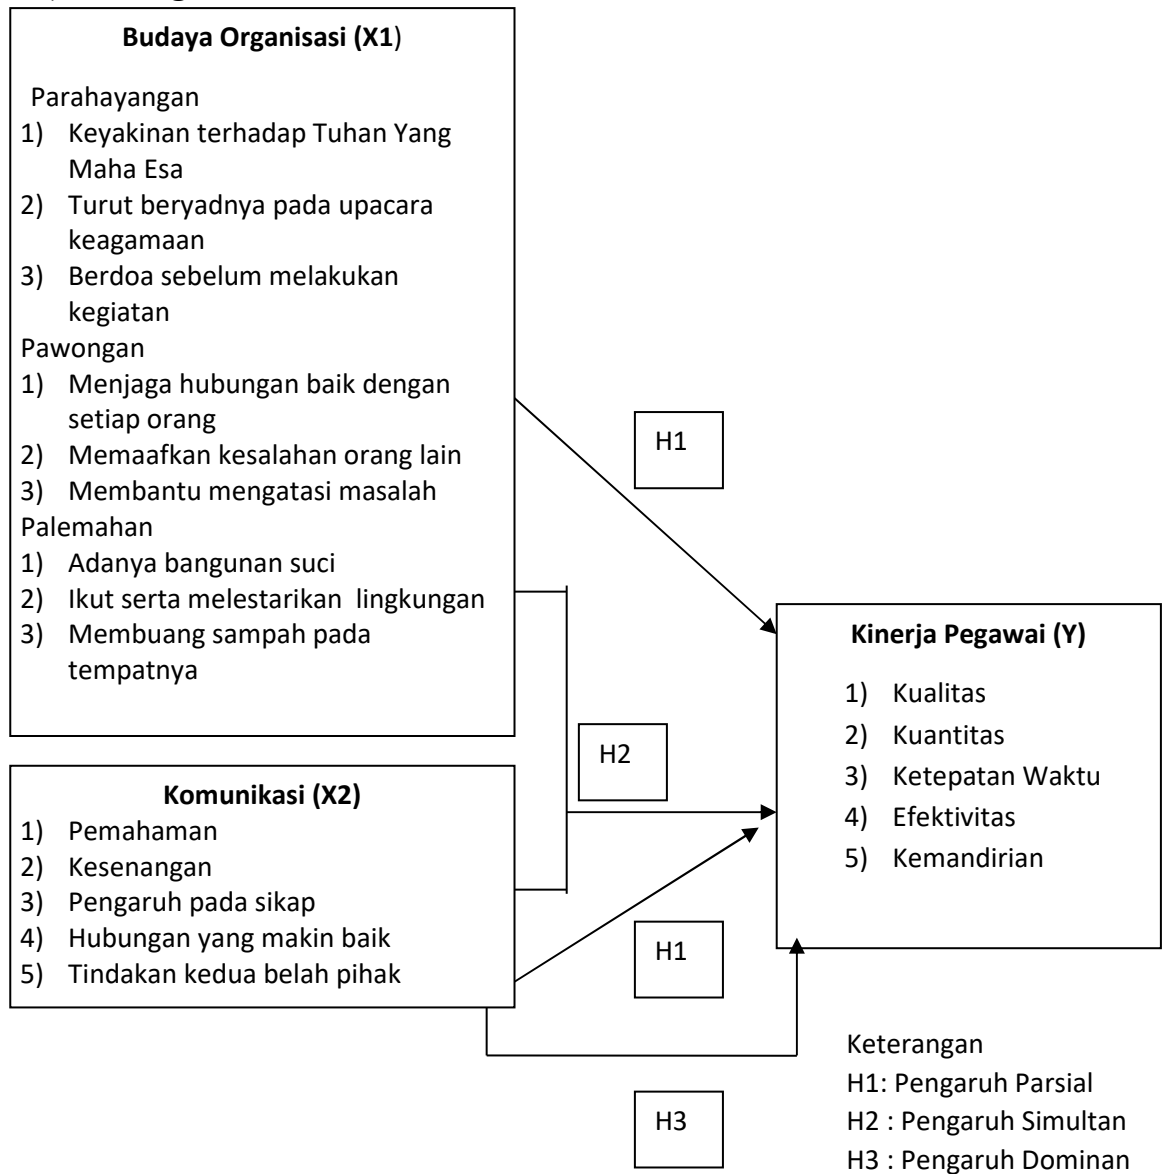 Budaya Organisasi (X1)
Parahayangan
1) Keyakinan terhadap Tuhan Yang
Maha Esa
2) Turut beryadnya pada upacara
keagamaan
3) Berdoa sebelum melakukan
kegiatan
Pawongan
1) Menjaga hubungan baik dengan
setiap orang
2) Memaafkan kesalahan orang lain
3) Membantu mengatasi masalah
Palemahan
1) Adanya bangunan suci
2) Ikut serta melestarikan lingkungan
3) Membuang sampah pada
tempatnya
H1
Kinerja Pegawai (Y)
1) Kualitas
2) Kuantitas
3) Ketepatan Waktu
4) Efektivitas
5) Kemandirian
H2
Komunikasi (X2)
1) Pemahaman
2) Kesenangan
3) Pengaruh pada sikap
4) Hubungan yang makin baik
5) Tindakan kedua belah pihak
H1
H3
Keterangan
H1: Pengaruh Parsial
H2 : Pengaruh Simultan
H3 : Pengaruh Dominan